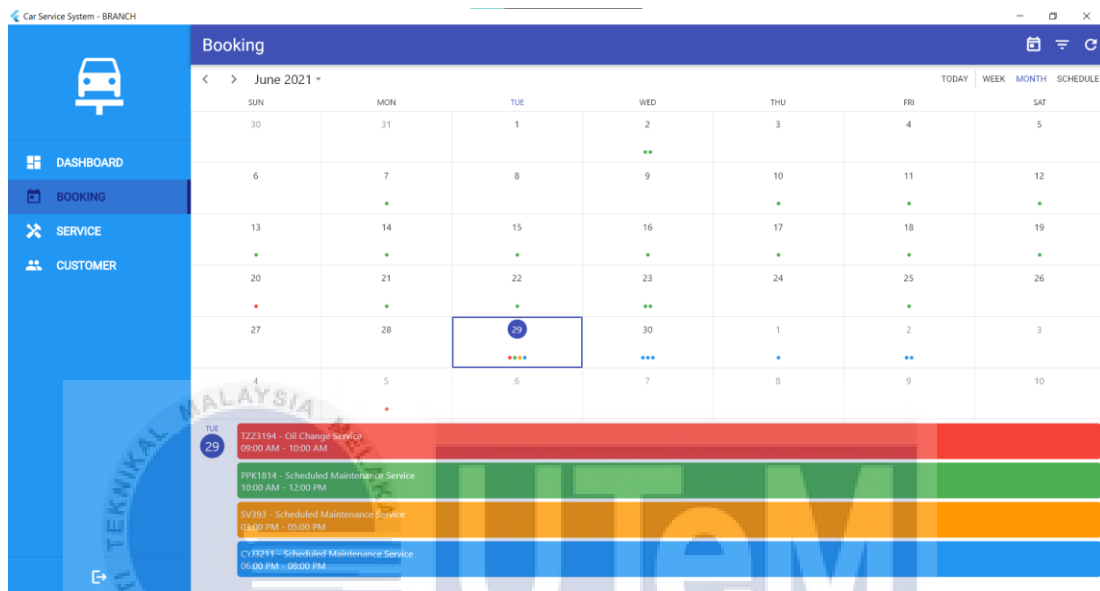 Car Service System - BRANCH
Booking
June 2021
TODAY WEEK MONTH SCHEDULE
SUN MON TUE WED THU FRI SAT
30 31 1 2 3 4 5
DASHBOARD
6 7 8 9 10 11 12
BOOKING
13 14 15 16 17 18 19
SERVICE
CUSTOMER
20 21 22 23 24 25 26
27 28 29 30 1 2 3
4 5 6 7 8 9 10
TUE
29
TZZ3194 - Oil Change Service
09:00 AM - 10:00 AM
PPK1814 - Scheduled Maintenance Service
10:00 AM - 12:00 PM
SV393 - Scheduled Maintenance Service
03:00 PM - 05:00 PM
CYJ3211 - Scheduled Maintenance Service
06:00 PM - 08:00 PM
TEKNIKAL MALAYSIA MELAKA
UTeM